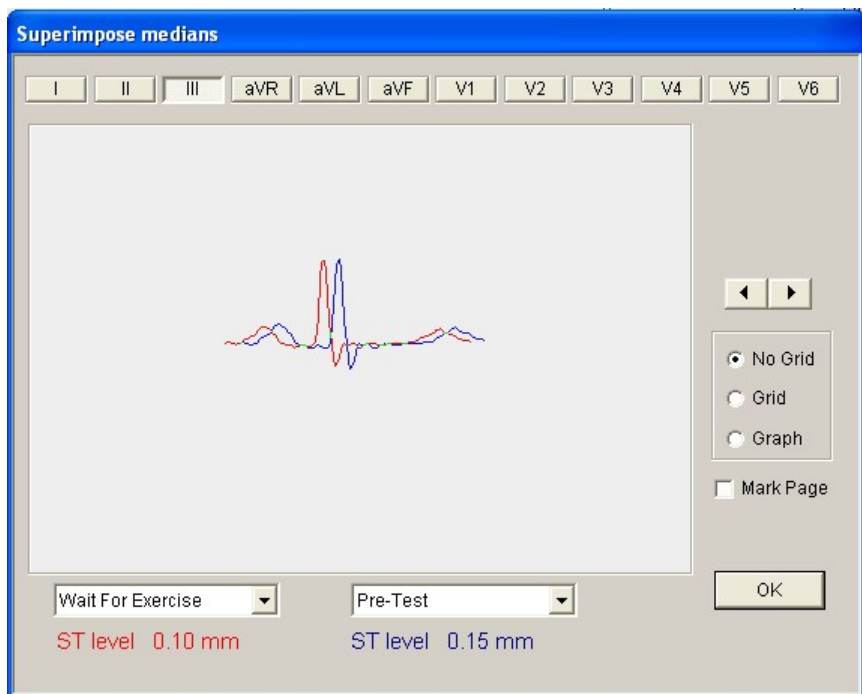 Superimpose medians
I II III aVR aVL aVF V1 V2 V3 V4 V5 V6
No Grid
Grid
Graph
Mark Page
OK
Wait For Exercise Pre-Test
ST level 0.10 mm ST level 0.15 mm